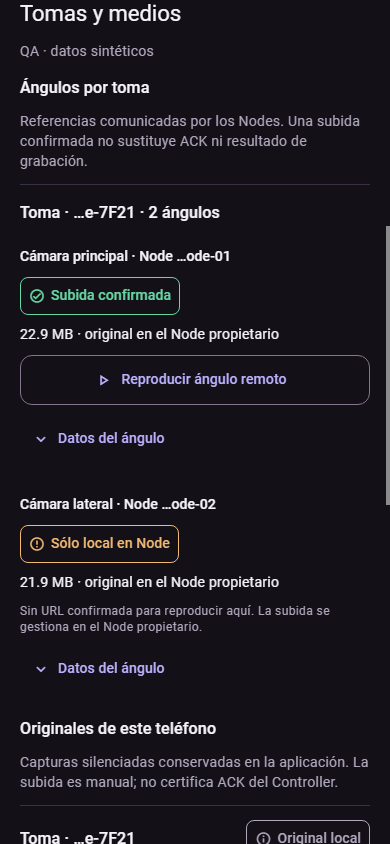 Tomas y medios
QA · datos sintéticos
Ángulos por toma
Referencias comunicadas por los Nodes. Una subida
confirmada no sustituye ACK ni resultado de
grabación.
Toma · …e-7F21 · 2 ángulos
Cámara principal · Node …ode-01
Subida confirmada
22.9 MB · original en el Node propietario
Reproducir ángulo remoto
Datos del ángulo
Cámara lateral · Node …ode-02
Sólo local en Node
21.9 MB · original en el Node propietario
Sin URL confirmada para reproducir aquí. La subida se
gestiona en el Node propietario.
Datos del ángulo
Originales de este teléfono
Capturas silenciadas conservadas en la aplicación. La
subida es manual; no certifica ACK del Controller.
Toma · …e-7F21
Original local